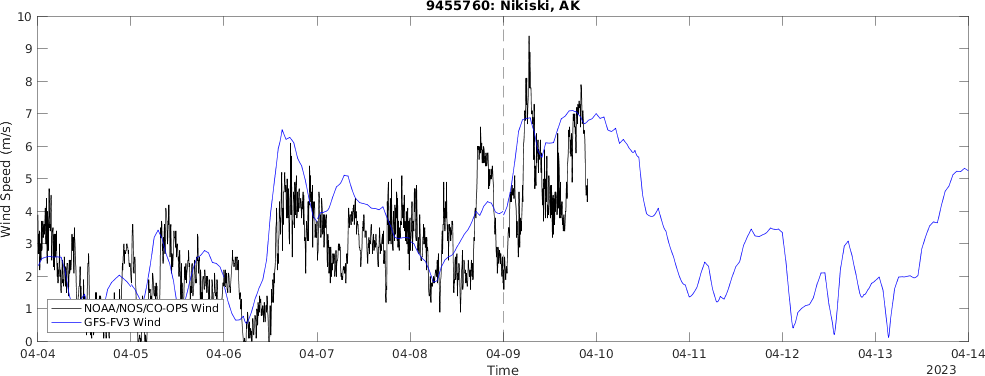 9455760: Nikiski, AK
Wind Speed (m/s)
10
9
8
7
6
5
4
3
2
1
0
NOAA/NOS/CO-OPS Wind
GFS-FV3 Wind
04-04 04-05 04-06 04-07 04-08 04-09 04-10 04-11 04-12 04-13 04-14
Time
2023